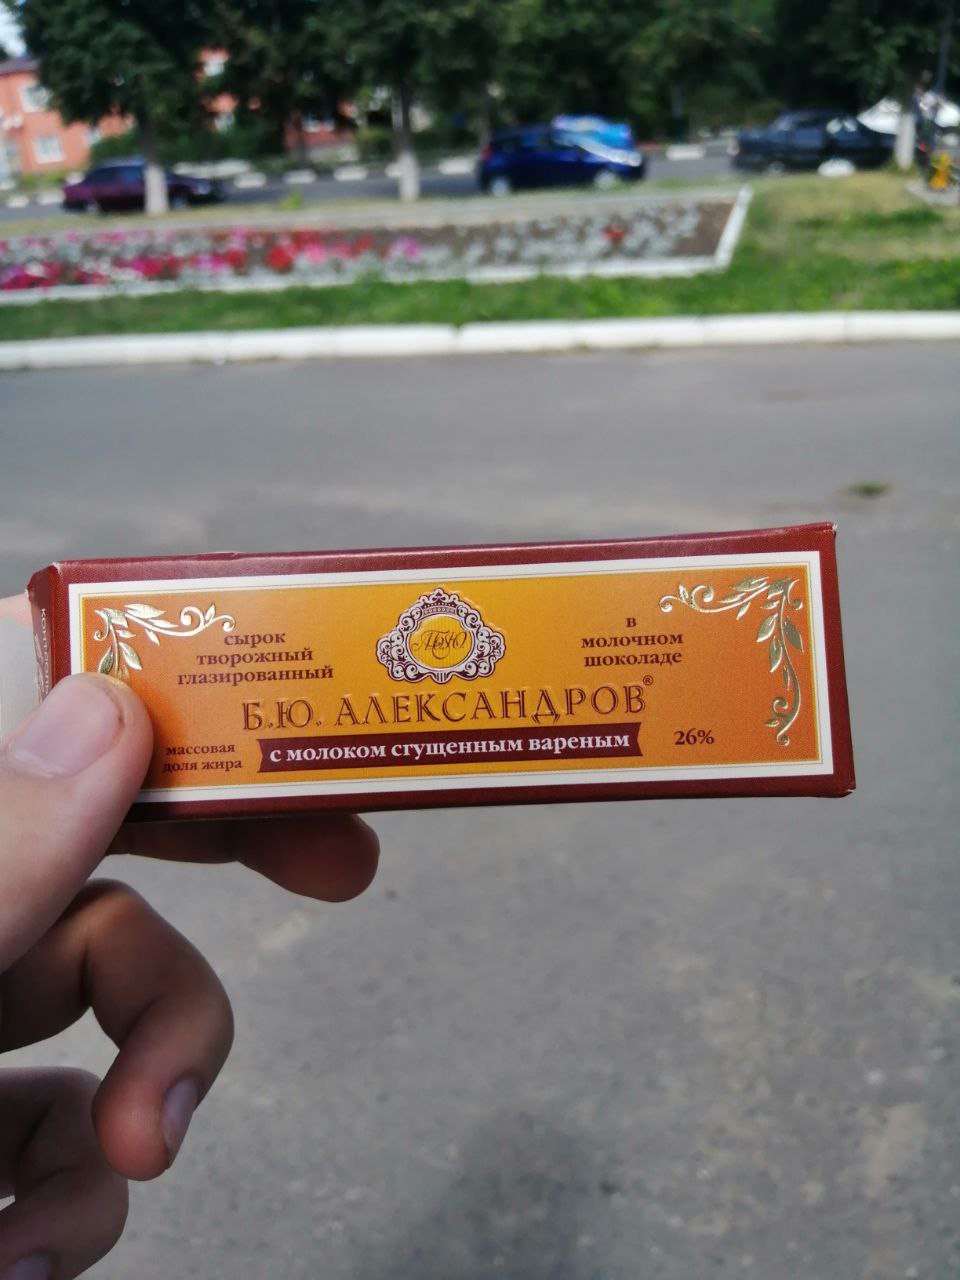 сырок
творожный
глазированный
в
молочном
шоколаде
Б.Ю. АЛЕКСАНДРОВ®
с молоком сгущенным вареным
массовая
доля жира
26%